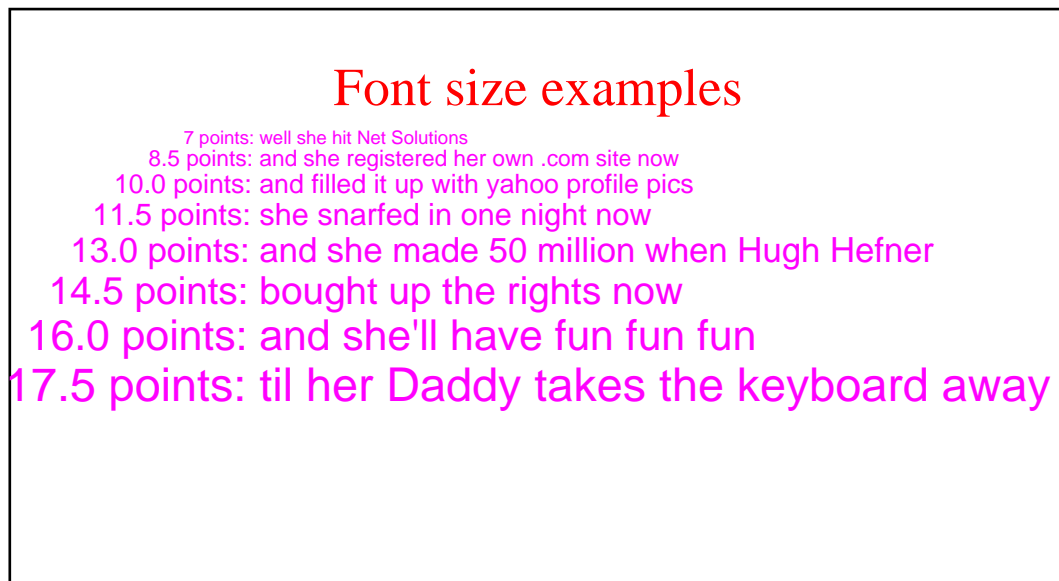 Font size examples
7 points: well she hit Net Solutions
8.5 points: and she registered her own .com site now
10.0 points: and filled it up with yahoo profile pics
11.5 points: she snarfed in one night now
13.0 points: and she made 50 million when Hugh Hefner
14.5 points: bought up the rights now
16.0 points: and she'll have fun fun fun
17.5 points: til her Daddy takes the keyboard away